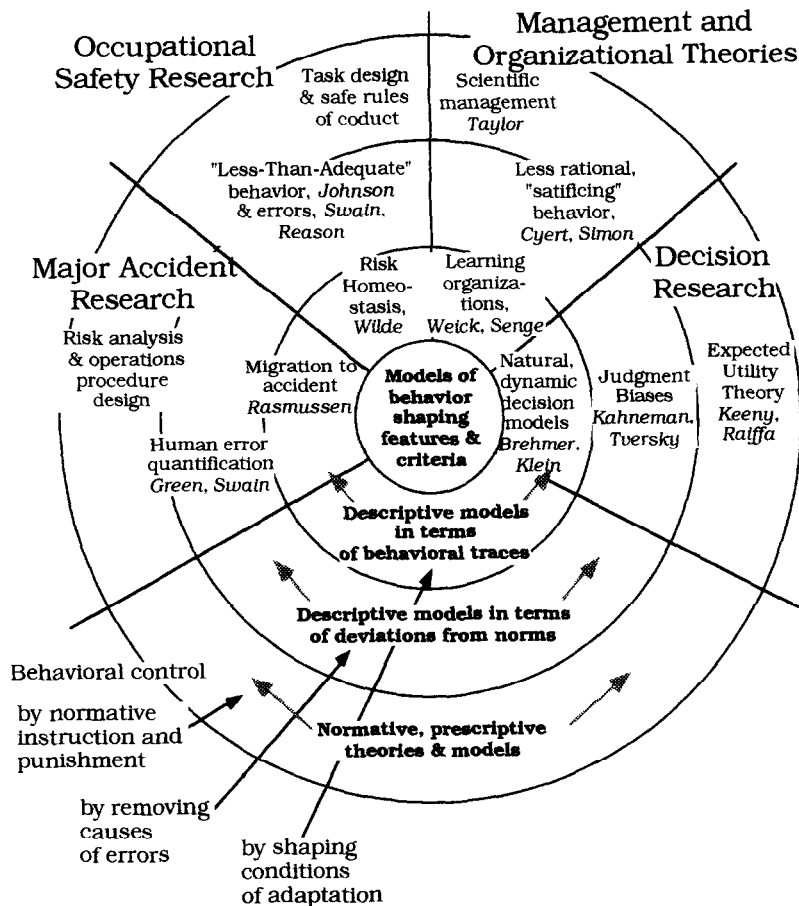 Occupational
Safety Research
Management and
Organizational Theories
Task design
& safe rules
of coduct
Scientific
management
Taylor
"Less-Than-Adequate"
behavior, Johnson
& errors, Swain,
Reason
Less rational,
"satificing"
behavior,
Cyert, Simon
Major Accident
Research
Risk analysis
& operations
procedure
design
Risk
Homeo-
stasis,
Wilde
Learning
organiza-
tions,
Weick, Senge
Decision
Research
Migration to
accident
Rasmussen
Models of
behavior
shaping
features &
criteria
Natural,
dynamic
decision
models
Brehmer,
Klein
Judgment
Biases
Kahneman,
Tversky
Expected
Utility
Theory
Keeny,
Raiffa
Human error
quantification
Green, Swain
Descriptive models
in terms
of behavioral traces
Descriptive models in terms
of deviations from norms
Normative, prescriptive
theories & models
Behavioral control
by normative
instruction and
punishment
by removing
causes
of errors
by shaping
conditions
of adaptation